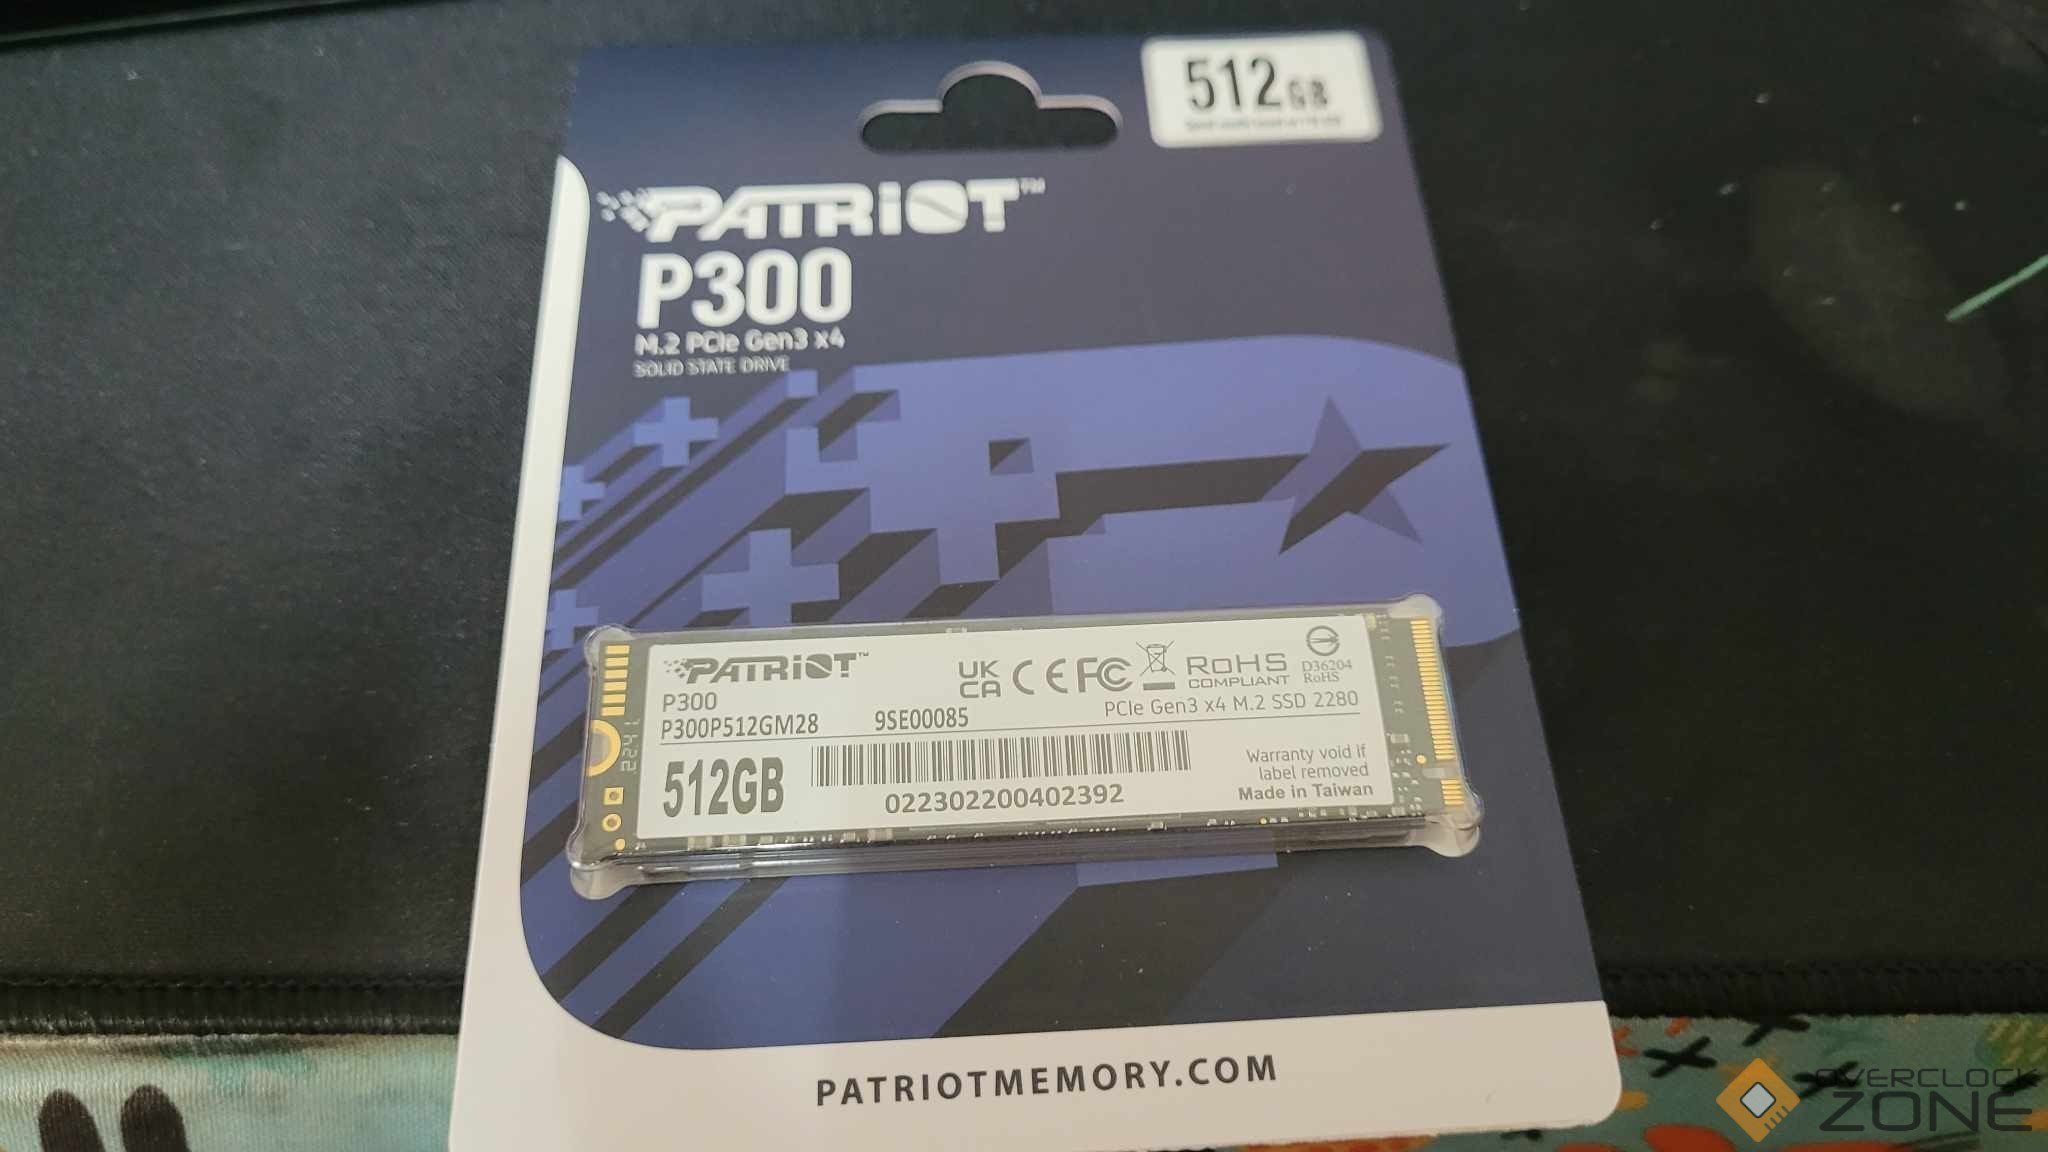 512GB
PATRIOT™
P300
M.2 PCIe Gen3 x4
SOLID STATE DRIVE
PATRIOT™
UK
CA CE FC
RoHS
COMPLIANT
D36204
RoHS
P300
P300P512GM28 9SE00085
PCIe Gen3 x4 M.2 SSD 2280
512GB
022302200402392
Warranty void if
label removed
Made in Taiwan
PATRIOTMEMORY.COM
OVERCLOCK
ZONE